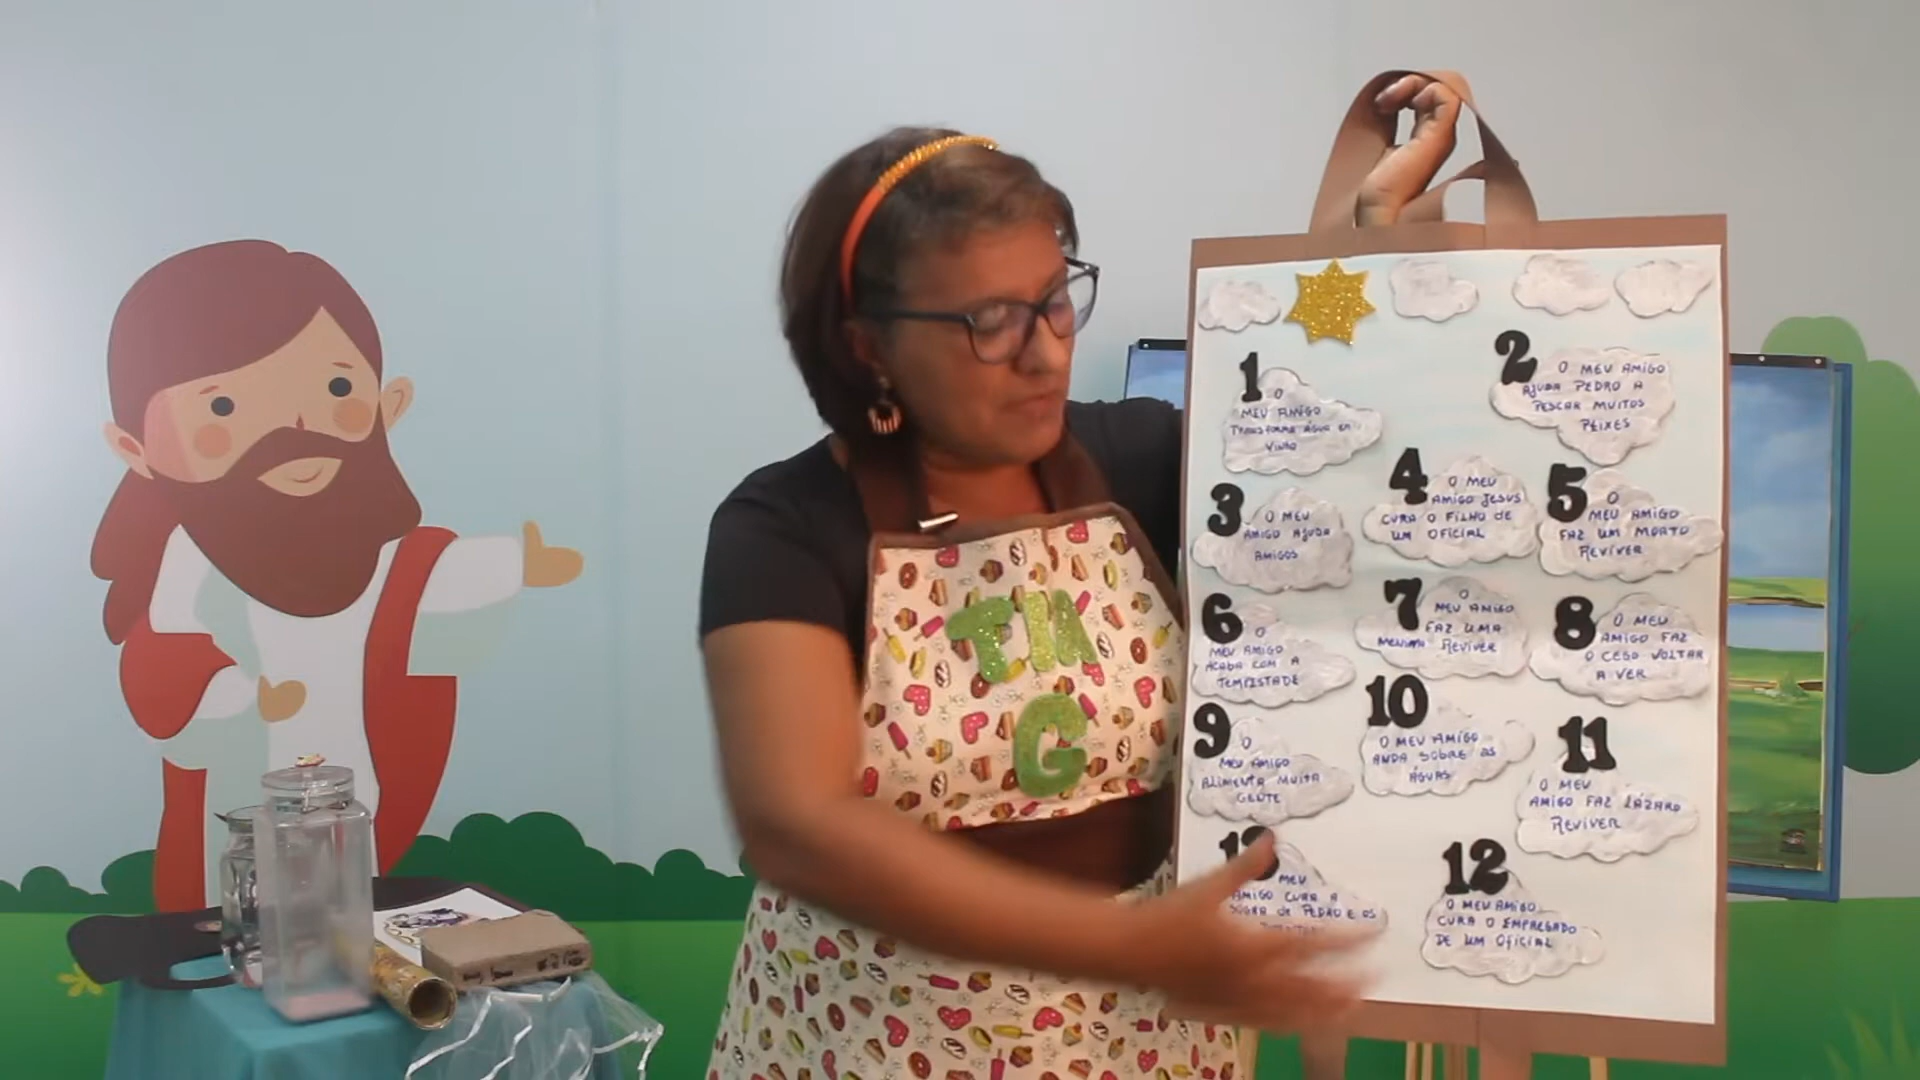 TIA
G
1 O
MEU AMIGO
TRANSFORMA ÁGUA EM
VINHO
2 O MEU AMIGO
AJUDA PEDRO A
PESCAR MUITOS
PEIXES
3 O MEU
AMIGO AJUDA
AMIGOS
4 O MEU
AMIGO JESUS
CURA O FILHO DE
UM OFICIAL
5 O
MEU AMIGO
FAZ UM MORTO
REVIVER
6 O
MEU AMIGO
ACABA COM A
TEMPESTADE
7 O
MEU AMIGO
FAZ UMA
MENINA REVIVER
8 O MEU
AMIGO FAZ
O CEGO VOLTAR
A VER
9 O
MEU AMIGO
ALIMENTA MUITA
GENTE
10
O MEU AMIGO
ANDA SOBRE AS
ÁGUAS
11
O MEU
AMIGO FAZ LÁZARO
REVIVER
12
O MEU AMIGO
CURA O EMPREGADO
DE UM OFICIAL
13
MEU
AMIGO CURA A
SOGRA DE PEDRO E OS